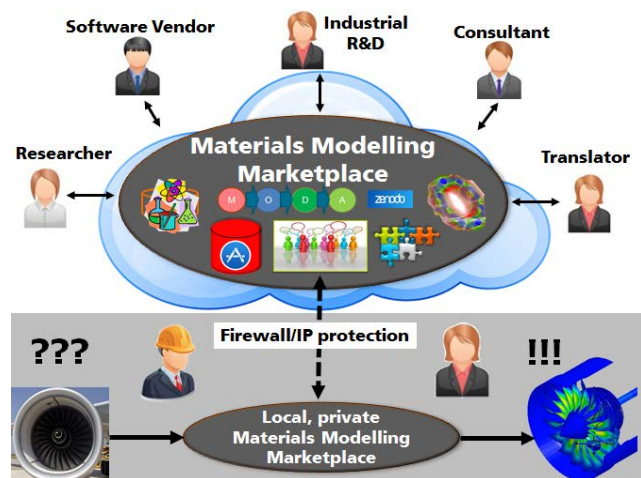 Software Vendor
Industrial
R&D
Consultant
Researcher
Translator
Materials Modelling
Marketplace
M O D A
zenodo
Firewall/IP protection
???
!!!
Local, private
Materials Modelling
Marketplace